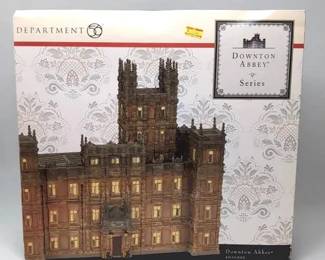 DEPARTMENT 56
DOWNTON
ABBEY
Series
Downton Abbey®